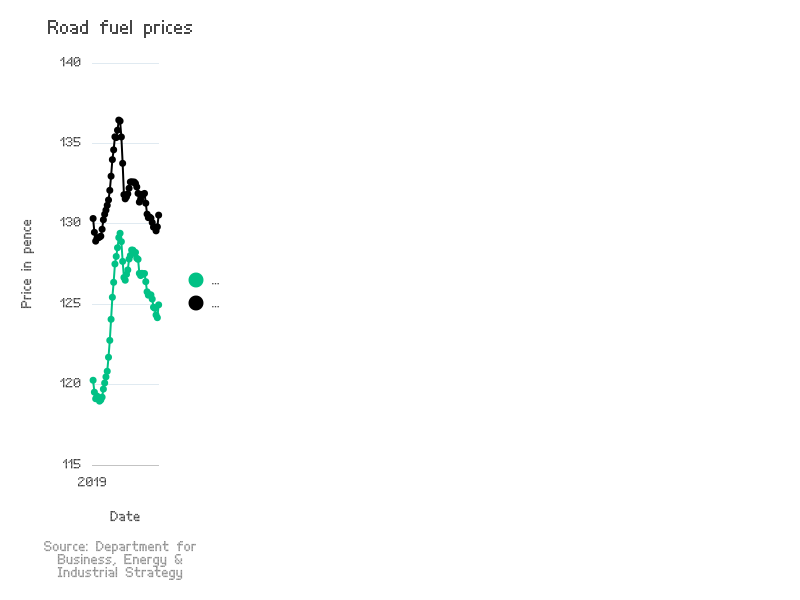 Road fuel prices
140
135
130
125
120
115
Price in pence
2019
Date
...
...
Source: Department for
Business, Energy &
Industrial Strategy